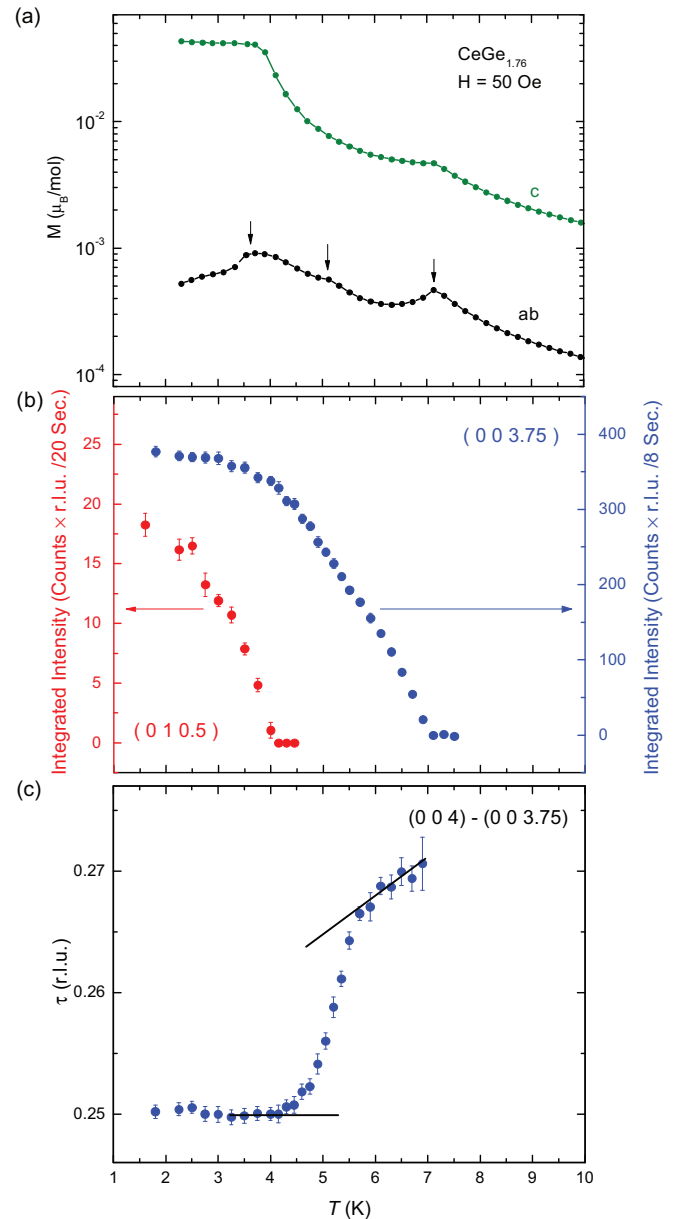 (a)
CeGe1.76
H = 50 Oe
10-2
10-3
10-4
M (μB/mol)
c
ab
(b)
( 0 0 3.75 )
( 0 1 0.5 )
25
20
15
10
5
0
Integrated Intensity (Counts × r.l.u. /20 Sec.)
400
300
200
100
0
Integrated Intensity (Counts × r.l.u. /8 Sec.)
(c)
(0 0 4) - (0 0 3.75)
0.27
0.26
0.25
τ (r.l.u.)
1 2 3 4 5 6 7 8 9 10
T (K)